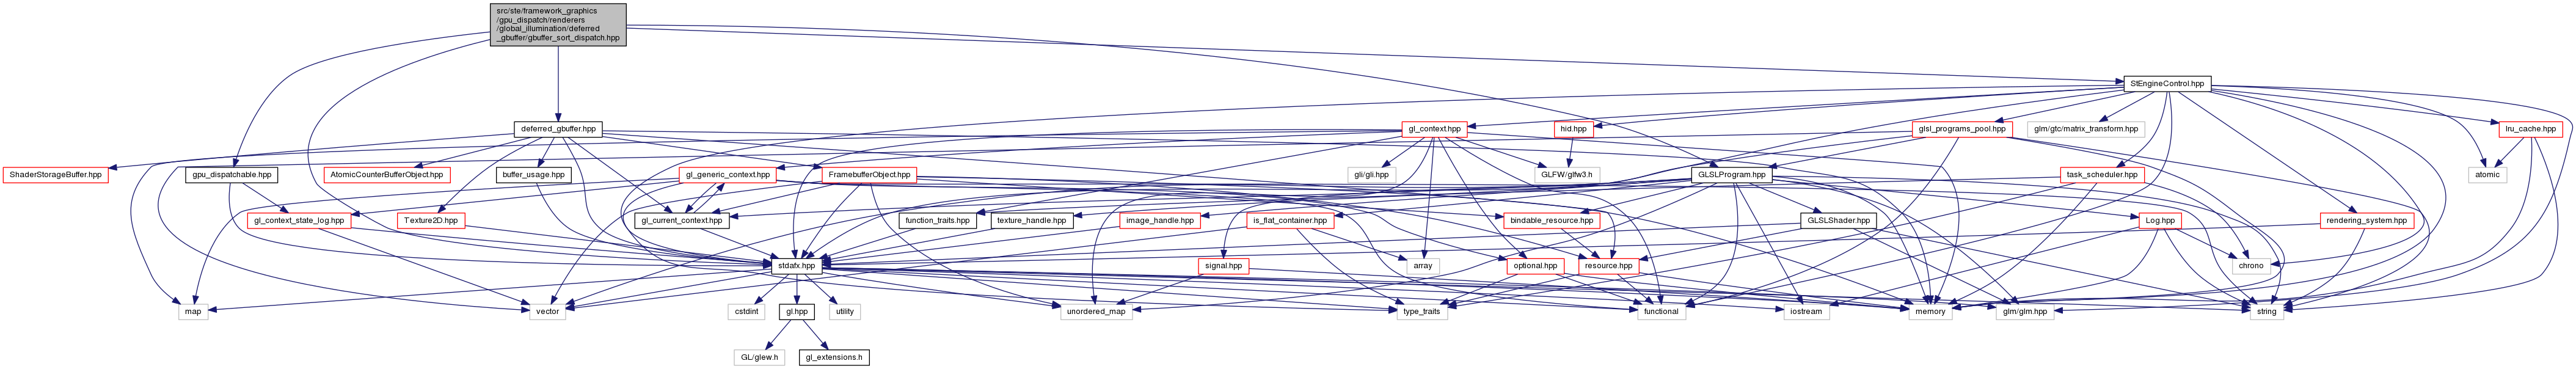 src/ste/framework_graphics
/gpu_dispatch/renderers
/global_illumination/deferred
_gbuffer/gbuffer_sort_dispatch.hpp
StEngineControl.hpp
deferred_gbuffer.hpp
gl_context.hpp
hid.hpp
glsl_programs_pool.hpp
glm/gtc/matrix_transform.hpp
lru_cache.hpp
ShaderStorageBuffer.hpp
gpu_dispatchable.hpp
AtomicCounterBufferObject.hpp
buffer_usage.hpp
gl_generic_context.hpp
FramebufferObject.hpp
gli/gli.hpp
GLFW/glfw3.h
GLSLProgram.hpp
task_scheduler.hpp
atomic
gl_context_state_log.hpp
Texture2D.hpp
gl_current_context.hpp
function_traits.hpp
texture_handle.hpp
image_handle.hpp
is_flat_container.hpp
bindable_resource.hpp
GLSLShader.hpp
Log.hpp
rendering_system.hpp
stdafx.hpp
signal.hpp
array
optional.hpp
resource.hpp
chrono
map
vector
cstdint
gl.hpp
utility
unordered_map
type_traits
functional
iostream
memory
glm/glm.hpp
string
GL/glew.h
gl_extensions.h